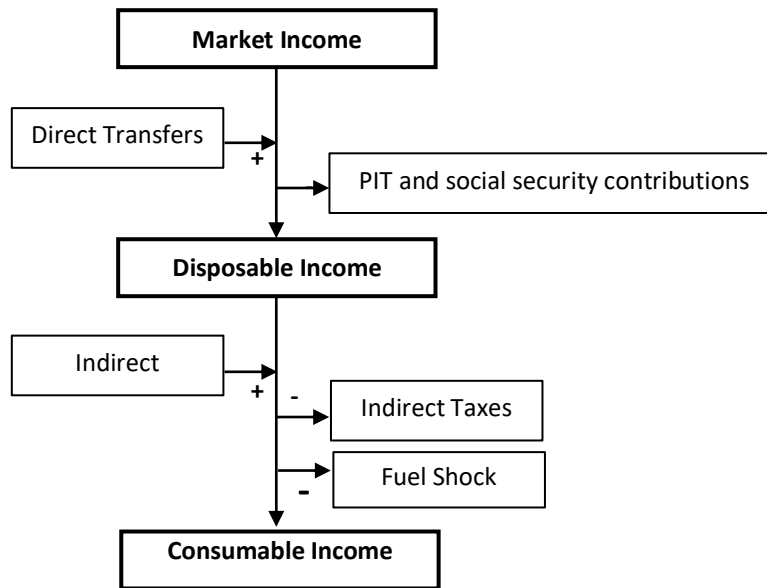 Market Income
Direct Transfers
+
PIT and social security contributions
Disposable Income
Indirect
+
-
Indirect Taxes
Fuel Shock
-
Consumable Income